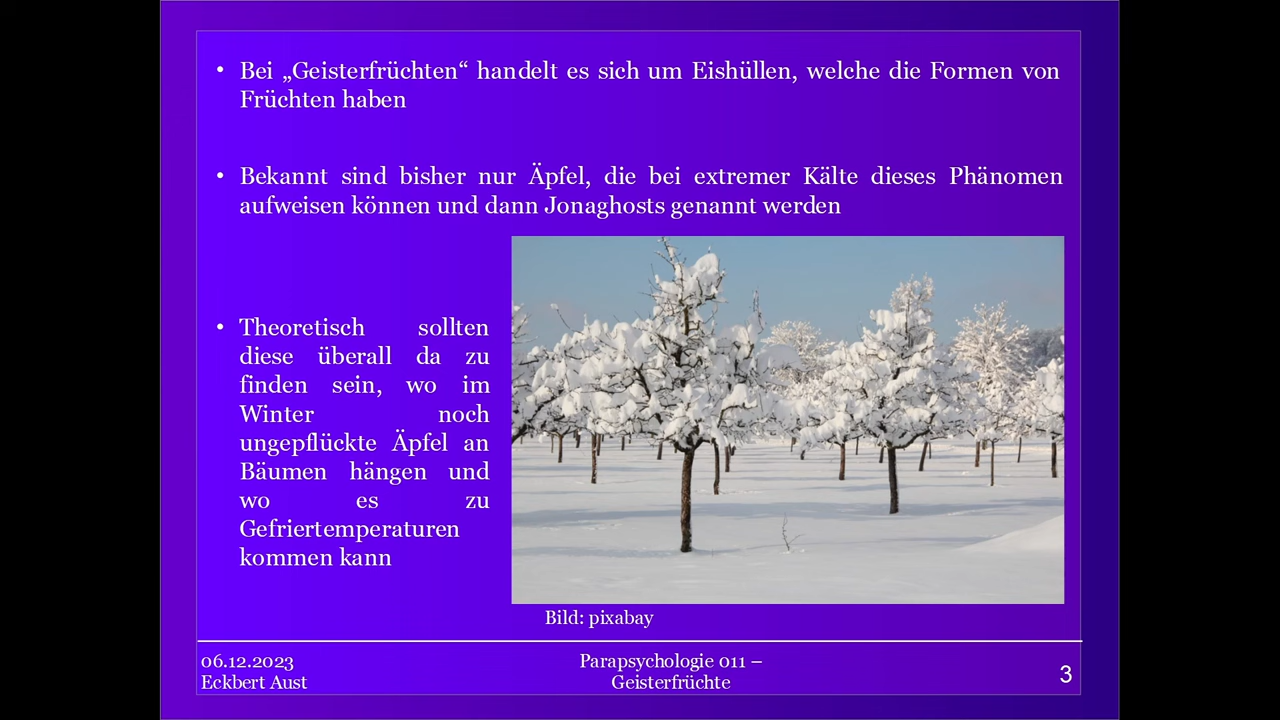 • Bei „Geisterfrüchten“ handelt es sich um Eishüllen, welche die Formen von
Früchten haben
• Bekannt sind bisher nur Äpfel, die bei extremer Kälte dieses Phänomen
aufweisen können und dann Jonaghosts genannt werden
• Theoretisch sollten
diese überall da zu
finden sein, wo im
Winter noch
ungepflückte Äpfel an
Bäumen hängen und
wo es zu
Gefriertemperaturen
kommen kann
Bild: pixabay
06.12.2023
Eckbert Aust
Parapsychologie 011 –
Geisterfrüchte
3